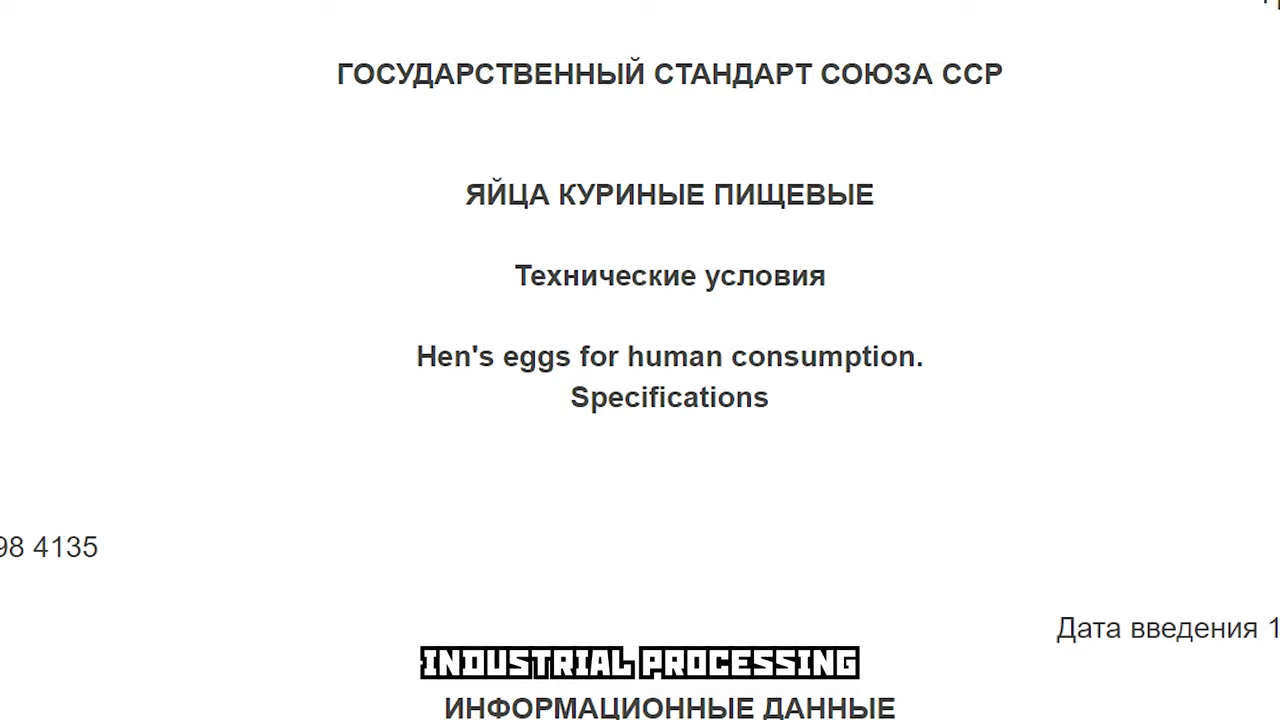 ГОСУДАРСТВЕННЫЙ СТАНДАРТ СОЮЗА ССР
ЯЙЦА КУРИНЫЕ ПИЩЕВЫЕ
Технические условия
Hen's eggs for human consumption.
Specifications
98 4135
Дата введения 1
INDUSTRIAL PROCESSING
ИНФОРМАЦИОННЫЕ ДАННЫЕ